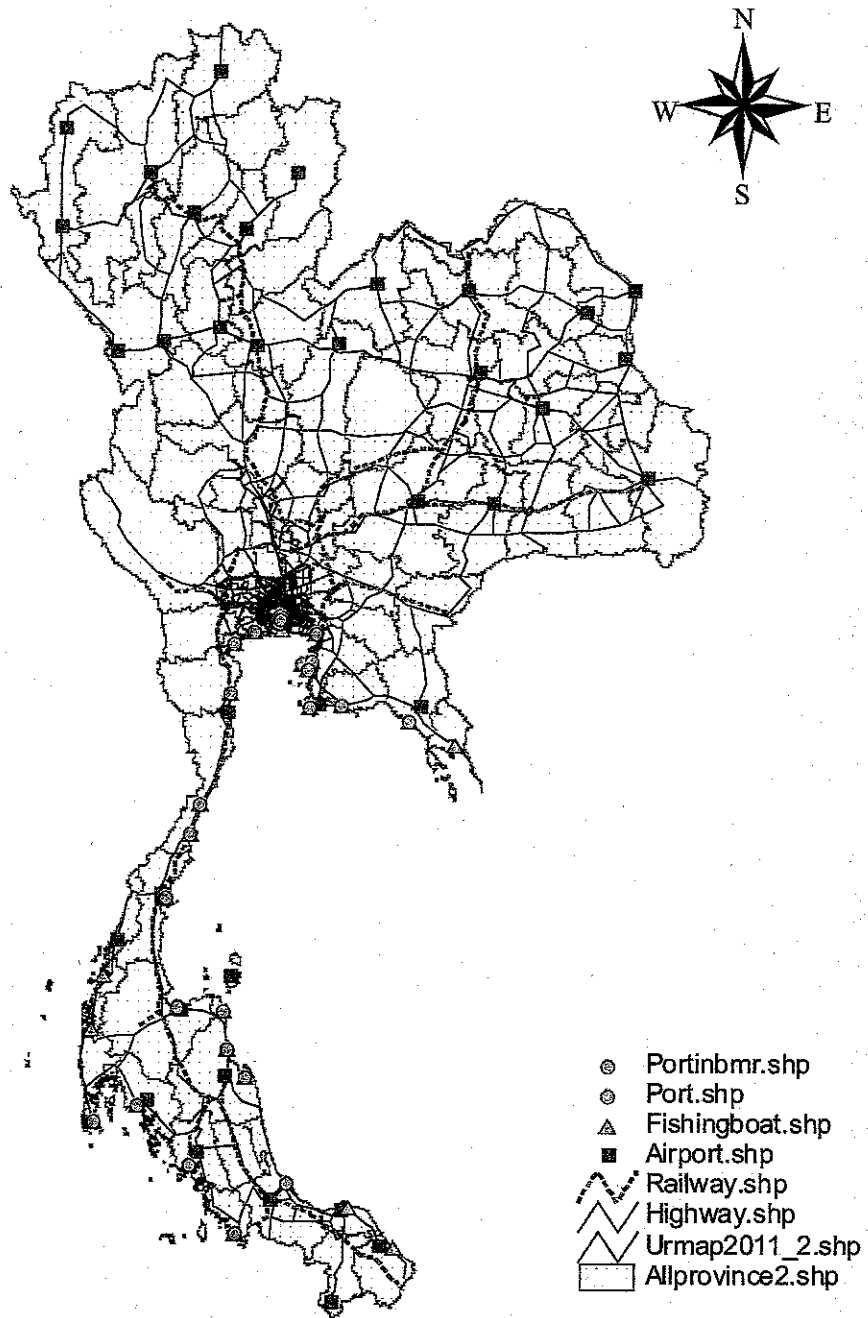 N
W E
S
Portinbmr.shp
Port.shp
Fishingboat.shp
Airport.shp
Railway.shp
Highway.shp
Urmap2011_2.shp
Allprovince2.shp